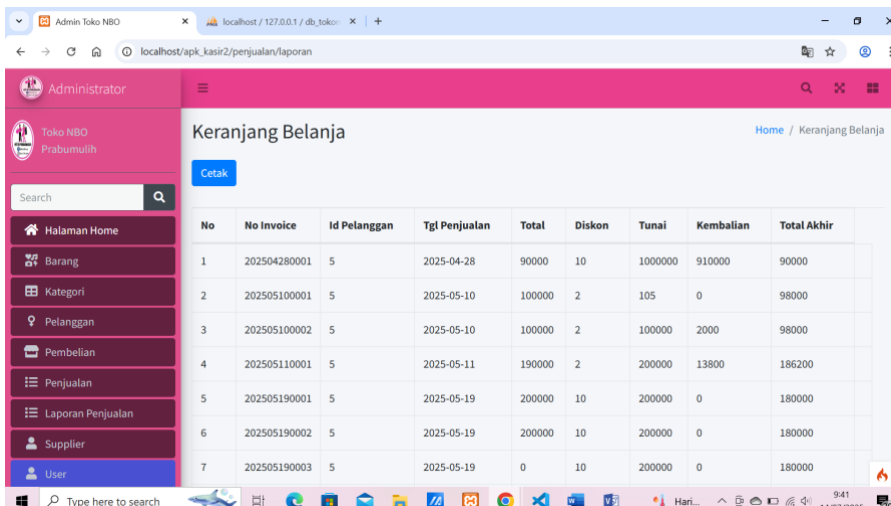 Admin Toko NBO
localhost / 127.0.0.1 / db_toko
localhost/apk_kasir2/penjualan/laporan
Administrator
Toko NBO
Prabumulih
Search
Halaman Home
Barang
Kategori
Pelanggan
Pembelian
Penjualan
Laporan Penjualan
Supplier
User
Keranjang Belanja
Home / Keranjang Belanja
Cetak
No No Invoice Id Pelanggan Tgl Penjualan Total Diskon Tunai Kembalian Total Akhir
1 202504280001 5 2025-04-28 90000 10 1000000 910000 90000
2 202505100001 5 2025-05-10 100000 2 105 0 98000
3 202505100002 5 2025-05-10 100000 2 100000 2000 98000
4 202505110001 5 2025-05-11 190000 2 200000 13800 186200
5 202505190001 5 2025-05-19 200000 10 200000 0 180000
6 202505190002 5 2025-05-19 200000 10 200000 0 180000
7 202505190003 5 2025-05-19 0 10 200000 0 180000
Type here to search
Hari...
9:41